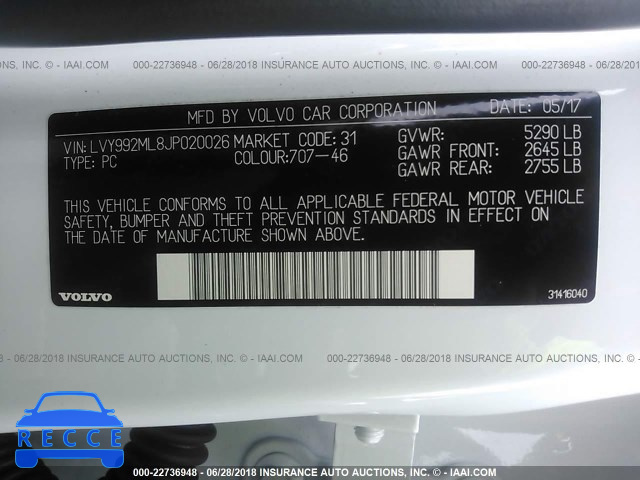 AUCTIONS, INC. - © IAAI.COM 000-22736948 - 06/28/2018 INSURANCE AUTO AUCTIONS, INC. - © IAAI.COM 000-22736948 - 06/28/2018
MFD BY VOLVO CAR CORPORATION DATE: 05/17
VIN: LVY992ML8JP020026 MARKET CODE: 31 GVWR: 5290 LB
TYPE: PC COLOUR: 707-46 GAWR FRONT: 2645 LB
GAWR REAR: 2755 LB
THIS VEHICLE CONFORMS TO ALL APPLICABLE FEDERAL MOTOR VEHICLE
SAFETY, BUMPER AND THEFT PREVENTION STANDARDS IN EFFECT ON
THE DATE OF MANUFACTURE SHOWN ABOVE.
VOLVO 31416040
000-22736948 - 06/28/2018 INSURANCE AUTO AUCTIONS, INC. - © IAAI.COM 000-22736948 - 06/28/2018 INSURANCE AUTO AUCTIONS, INC.
RECCE
000-22736948 - 06/28/2018 INSURANCE AUTO AUCTIONS, INC. - © IAAI.COM